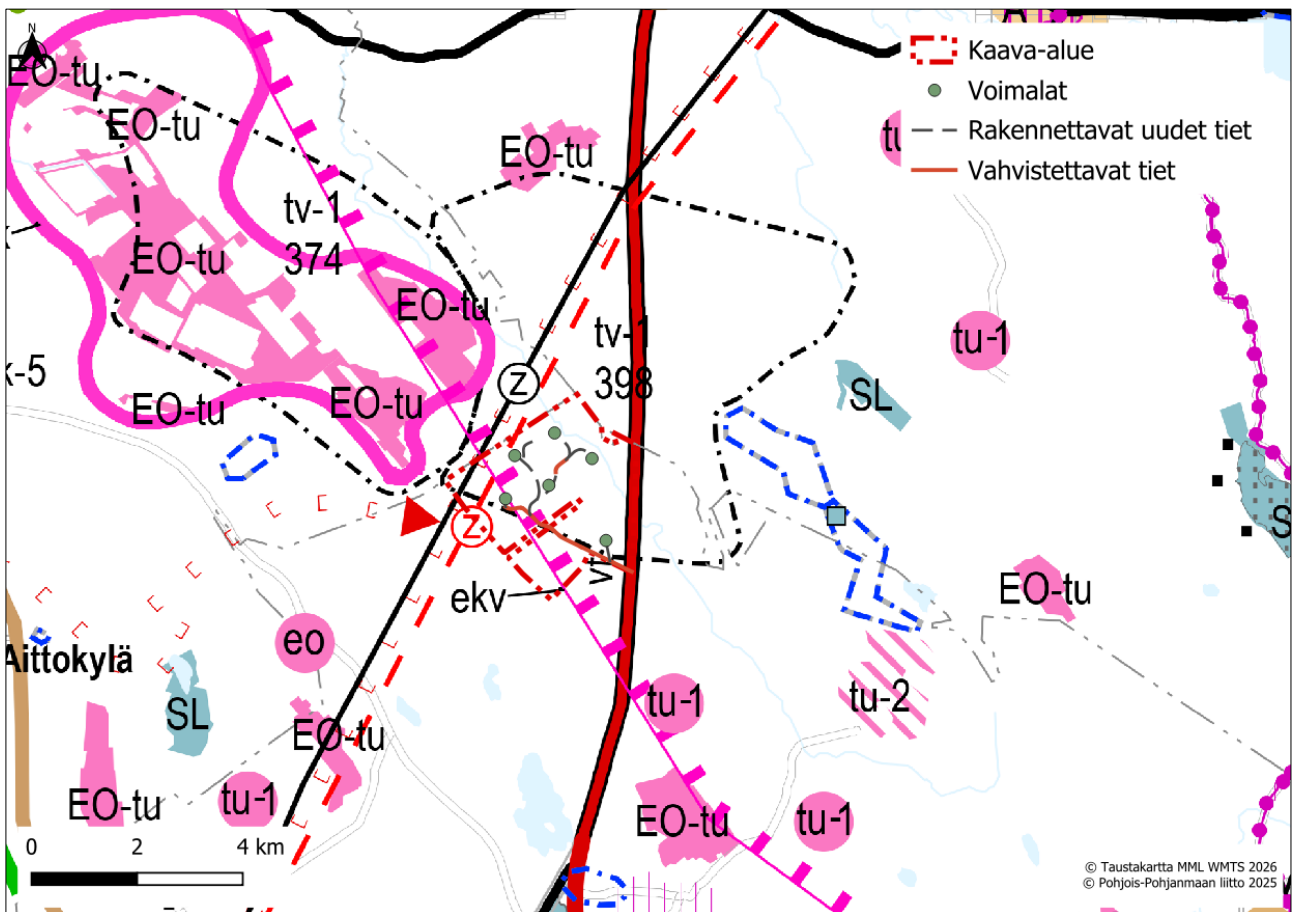 N
EO-tu
EO-tu
EO-tu
tu
Kaava-alue
Voimalat
Rakennettavat uudet tiet
Vahvistettavat tiet
tv-1
374
EO-tu
EO-tu
tv-1
398
tu-1
k-5
Z
SL
EO-tu
EO-tu
Z
S
vt
ekv
EO-tu
eo
Aittokylä
SL
tu-1
tu-2
EO-tu
EO-tu
tu-1
EO-tu
tu-1
0 2 4 km
© Taustakartta MML WMTS 2026
© Pohjois-Pohjanmaan liitto 2025